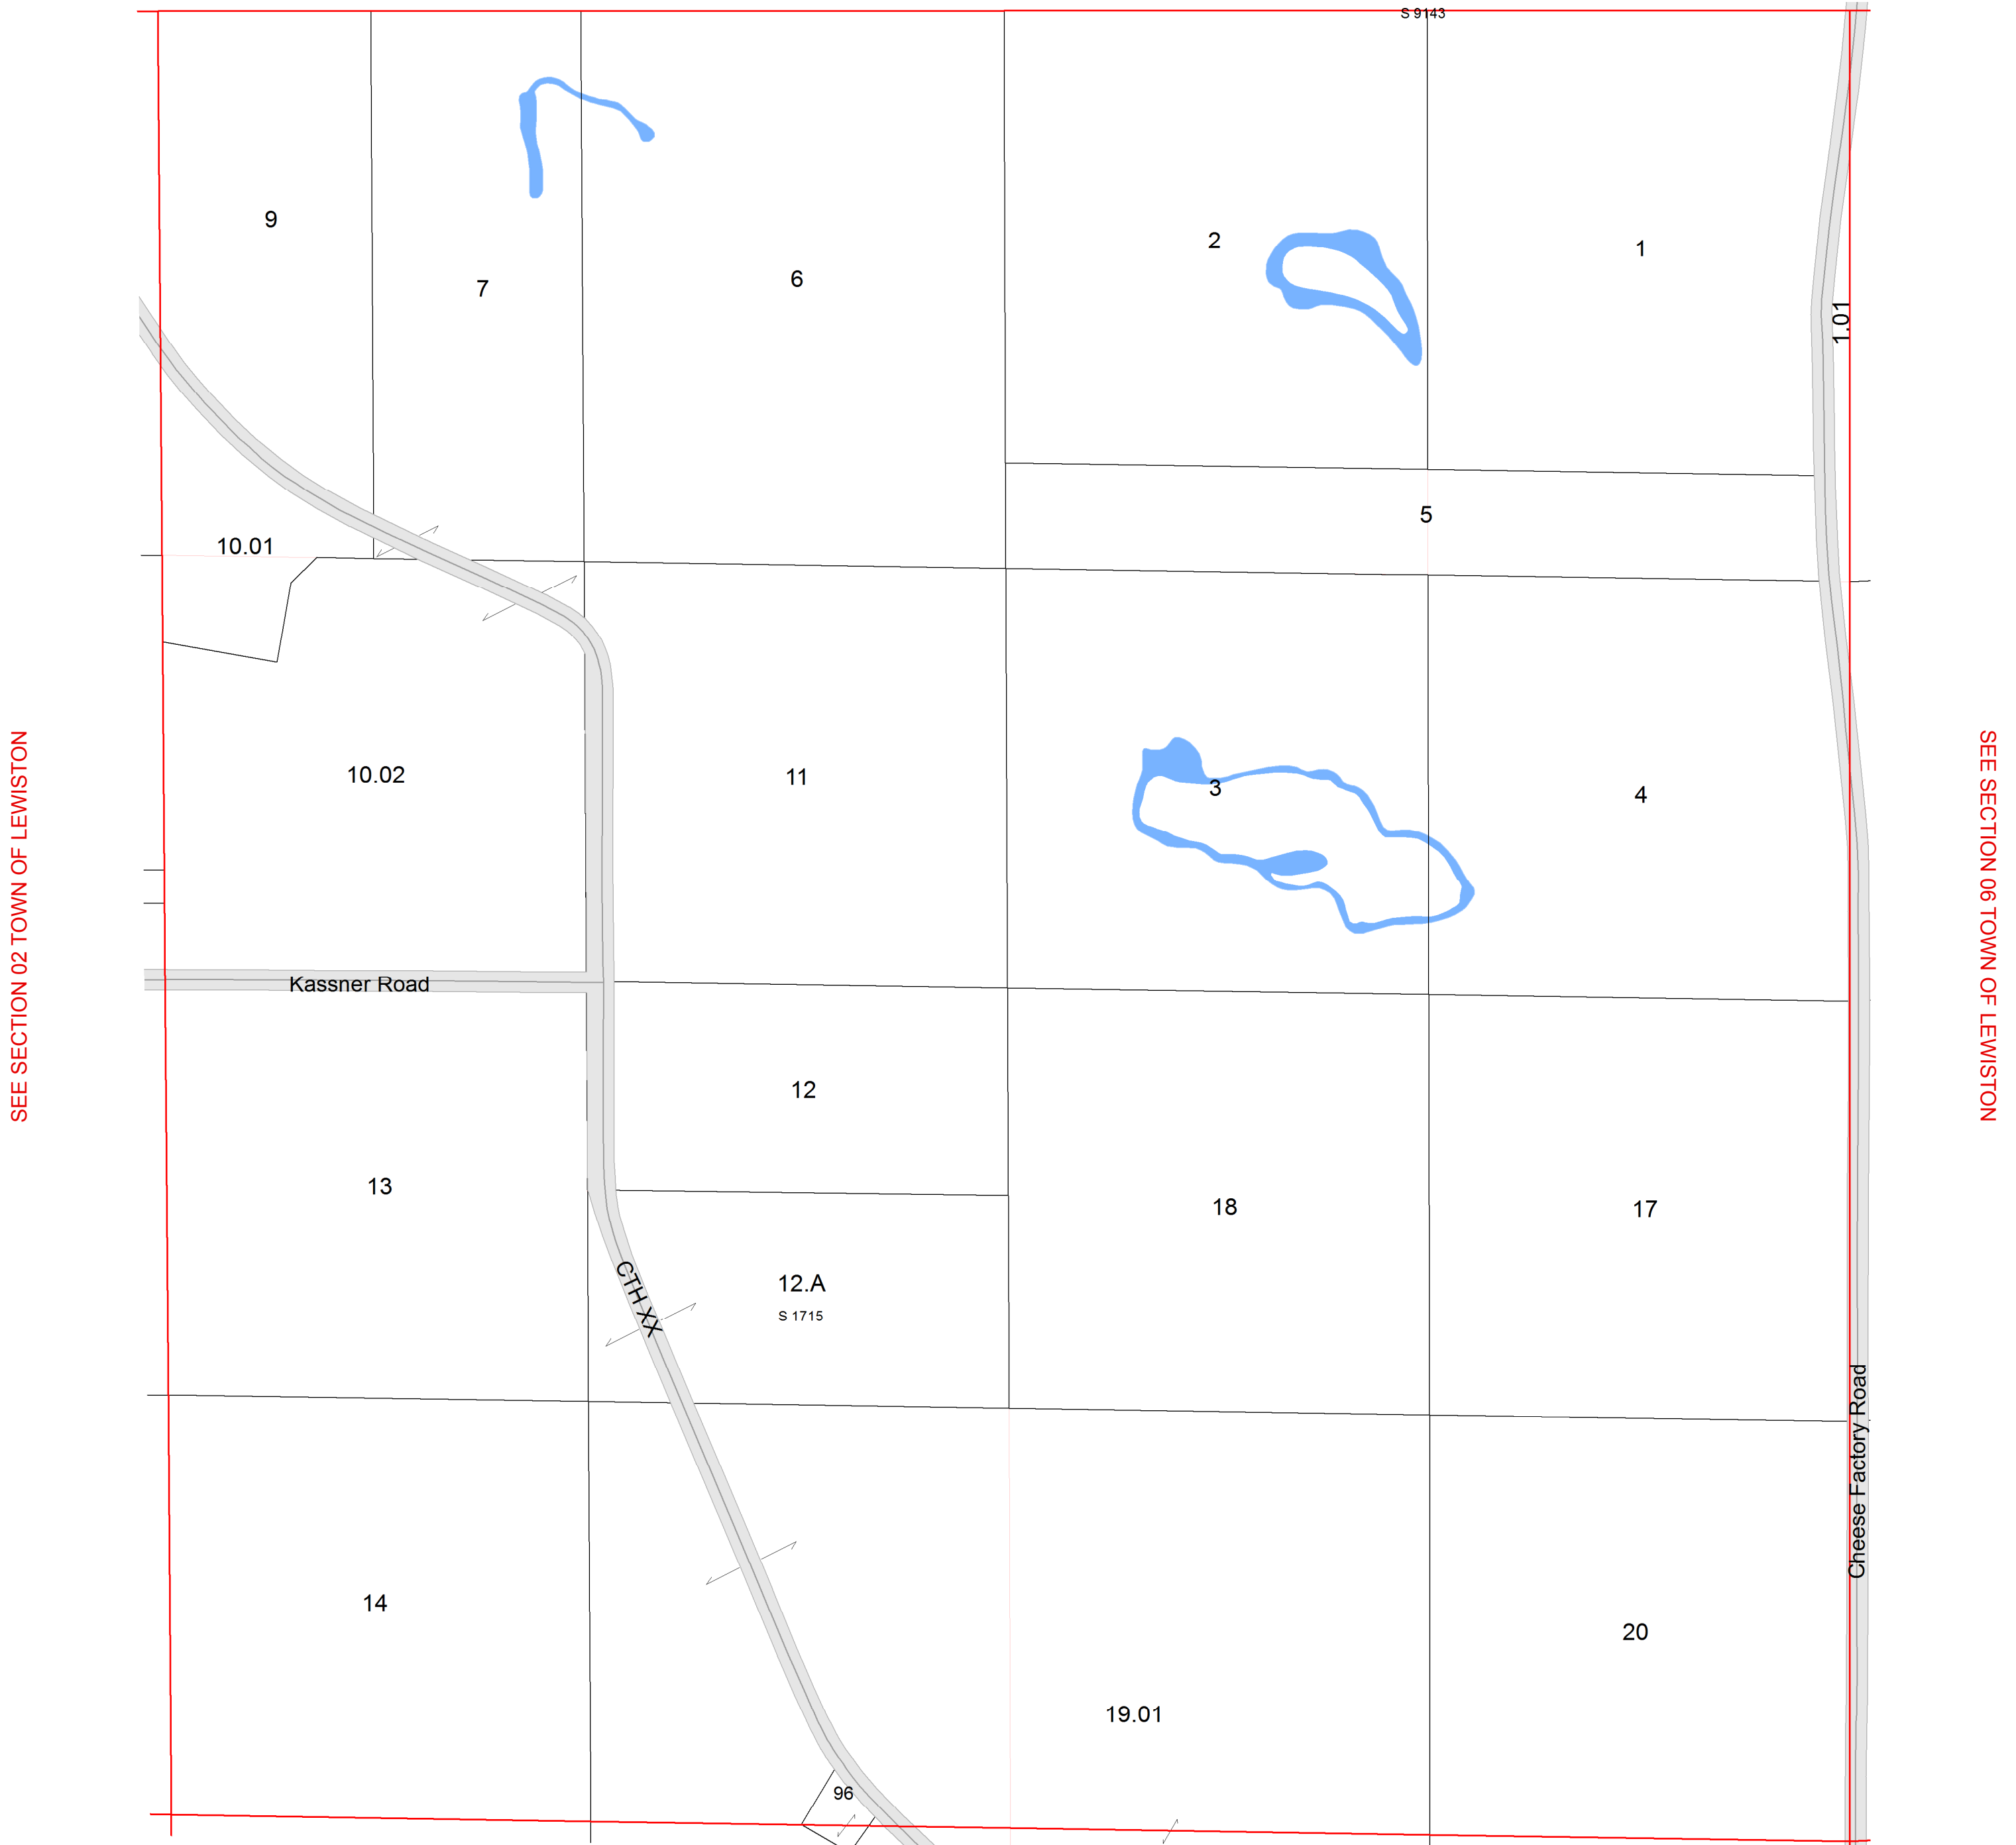 S 9143
9
2
1
7
6
1.01
5
10.01
SEE SECTION 02 TOWN OF LEWISTON
SEE SECTION 06 TOWN OF LEWISTON
10.02
11
3
4
Kassner Road
12
13
18
17
CTH XX
12.A
S 1715
Cheese Factory Road
14
20
19.01
96